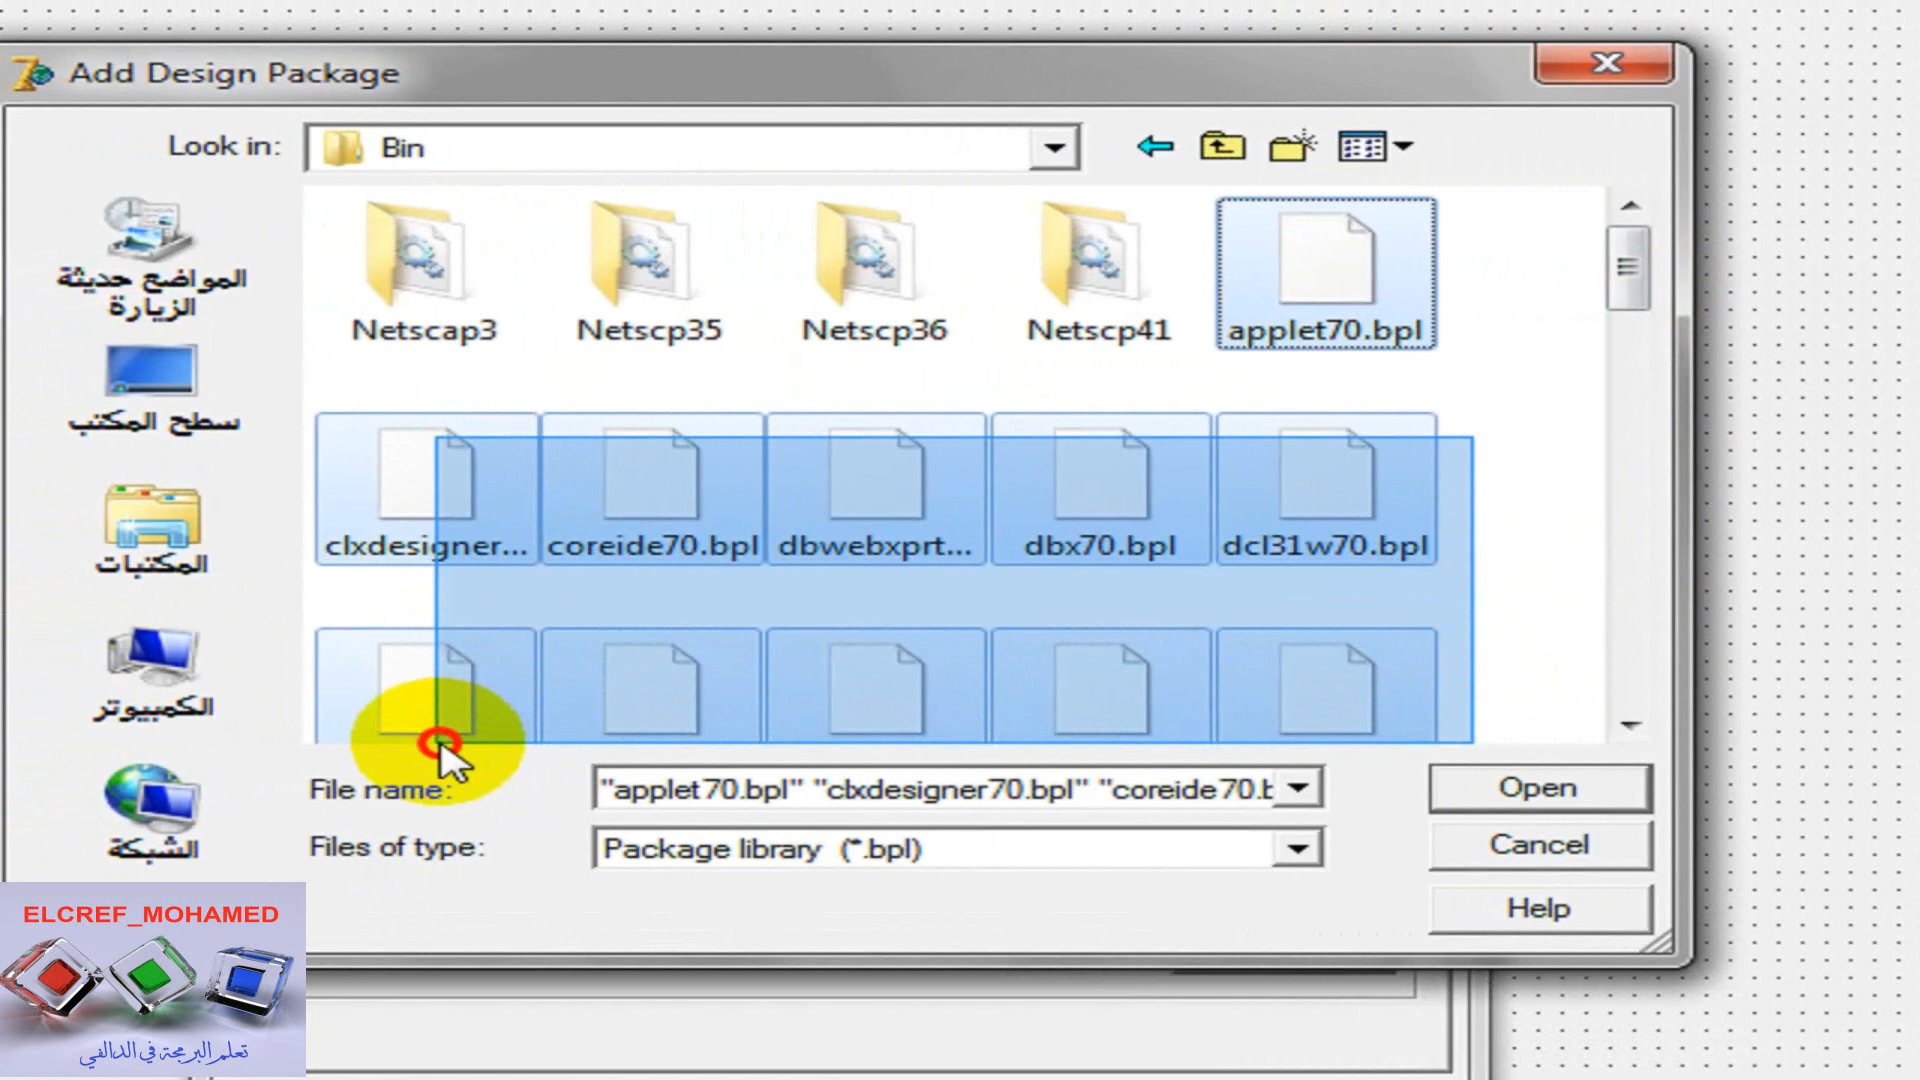 Add Design Package
Look in:
Bin
المواضع حديثة
الزيارة
سطح المكتب
المكتبات
الكمبيوتر
الشبكة
Netscap3
Netscp35
Netscp36
Netscp41
applet70.bpl
clxdesigner...
coreide70.bpl
dbwebxprt...
dbx70.bpl
dcl31w70.bpl
File name:
"applet70.bpl" "clxdesigner70.bpl" "coreide70.b
Open
Files of type:
Package library (*.bpl)
Cancel
Help
ELCREF_MOHAMED
تعلم البرمجة في الدالفي